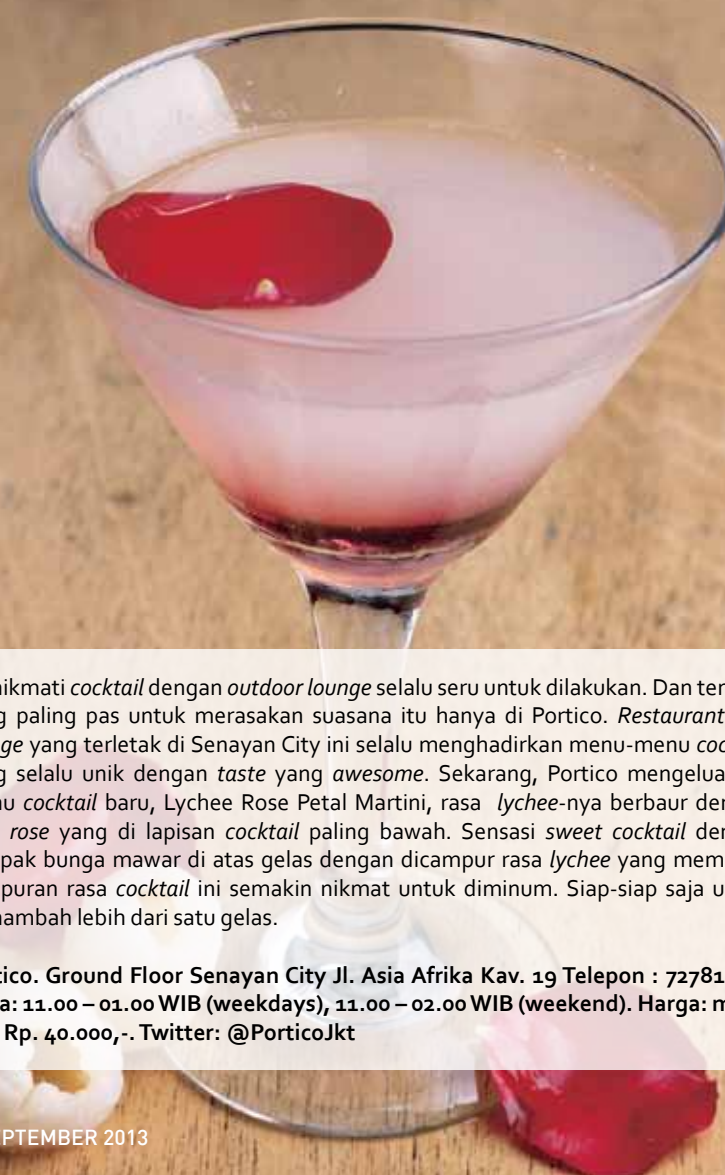 nikmati cocktail dengan outdoor lounge selalu seru untuk dilakukan. Dan ter
g paling pas untuk merasakan suasana itu hanya di Portico. Restaurant
ge yang terletak di Senayan City ini selalu menghadirkan menu-menu coc
g selalu unik dengan taste yang awesome. Sekarang, Portico mengelua
u cocktail baru, Lychee Rose Petal Martini, rasa lychee-nya berbaur der
rose yang di lapisan cocktail paling bawah. Sensasi sweet cocktail der
pak bunga mawar di atas gelas dengan dicampur rasa lychee yang mem
puran rasa cocktail ini semakin nikmat untuk diminum. Siap-siap saja u
ambah lebih dari satu gelas.
tico. Ground Floor Senayan City Jl. Asia Afrika Kav. 19 Telepon : 72781
a: 11.00 – 01.00 WIB (weekdays), 11.00 – 02.00 WIB (weekend). Harga: m
Rp. 40.000,-. Twitter: @PorticoJkt
PTEMBER 2013